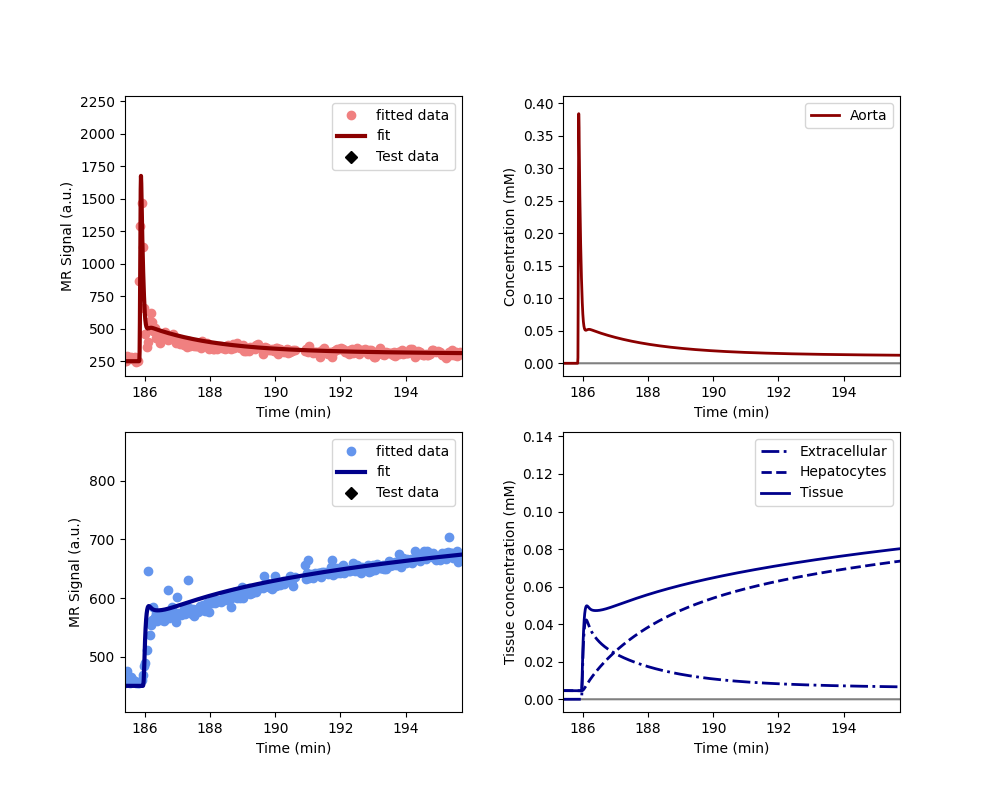 2250
2000
1750
1500
1250
1000
750
500
250
MR Signal (a.u.)
fitted data
fit
Test data
186 188 190 192 194
Time (min)
0.40
0.35
0.30
0.25
0.20
0.15
0.10
0.05
0.00
Concentration (mM)
Aorta
186 188 190 192 194
Time (min)
800
700
600
500
MR Signal (a.u.)
fitted data
fit
Test data
186 188 190 192 194
Time (min)
0.14
0.12
0.10
0.08
0.06
0.04
0.02
0.00
Tissue concentration (mM)
Extracellular
Hepatocytes
Tissue
186 188 190 192 194
Time (min)